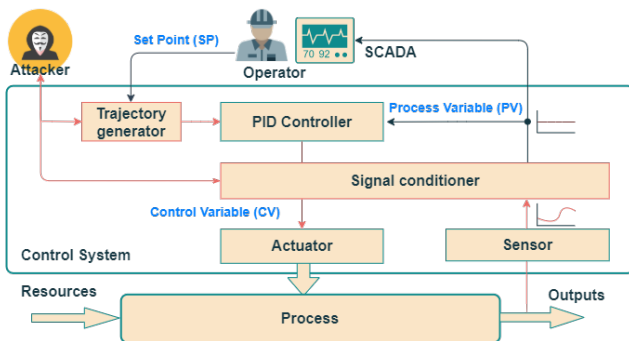 Set Point (SP)
70 92
SCADA
Attacker
Operator
Trajectory
generator
PID Controller
Process Variable (PV)
Signal conditioner
Control Variable (CV)
Actuator
Sensor
Control System
Resources
Outputs
Process